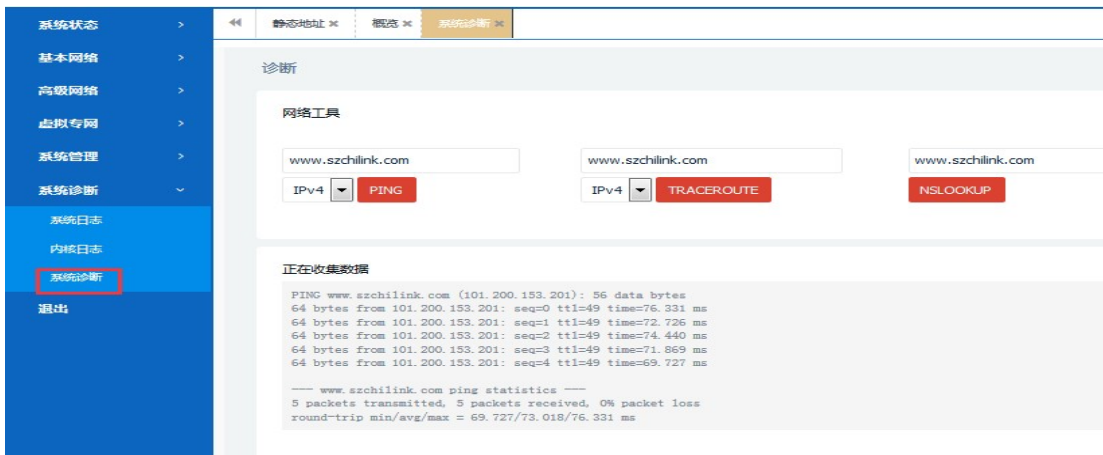 系统状态
基本网络
高级网络
虚拟专网
系统管理
系统诊断
系统日志
内核日志
系统诊断
退出
静态地址 概览 系统诊断
诊断
网络工具
www.szchilink.com www.szchilink.com www.szchilink.com
IPv4 PING IPv4 TRACEROUTE NSLOOKUP
正在收集数据
PING www.szchilink.com (101.200.153.201): 56 data bytes
64 bytes from 101.200.153.201: seq=0 ttl=49 time=76.331 ms
64 bytes from 101.200.153.201: seq=1 ttl=49 time=72.726 ms
64 bytes from 101.200.153.201: seq=2 ttl=49 time=74.440 ms
64 bytes from 101.200.153.201: seq=3 ttl=49 time=71.869 ms
64 bytes from 101.200.153.201: seq=4 ttl=49 time=69.727 ms
--- www.szchilink.com ping statistics ---
5 packets transmitted, 5 packets received, 0% packet loss
round-trip min/avg/max = 69.727/73.018/76.331 ms